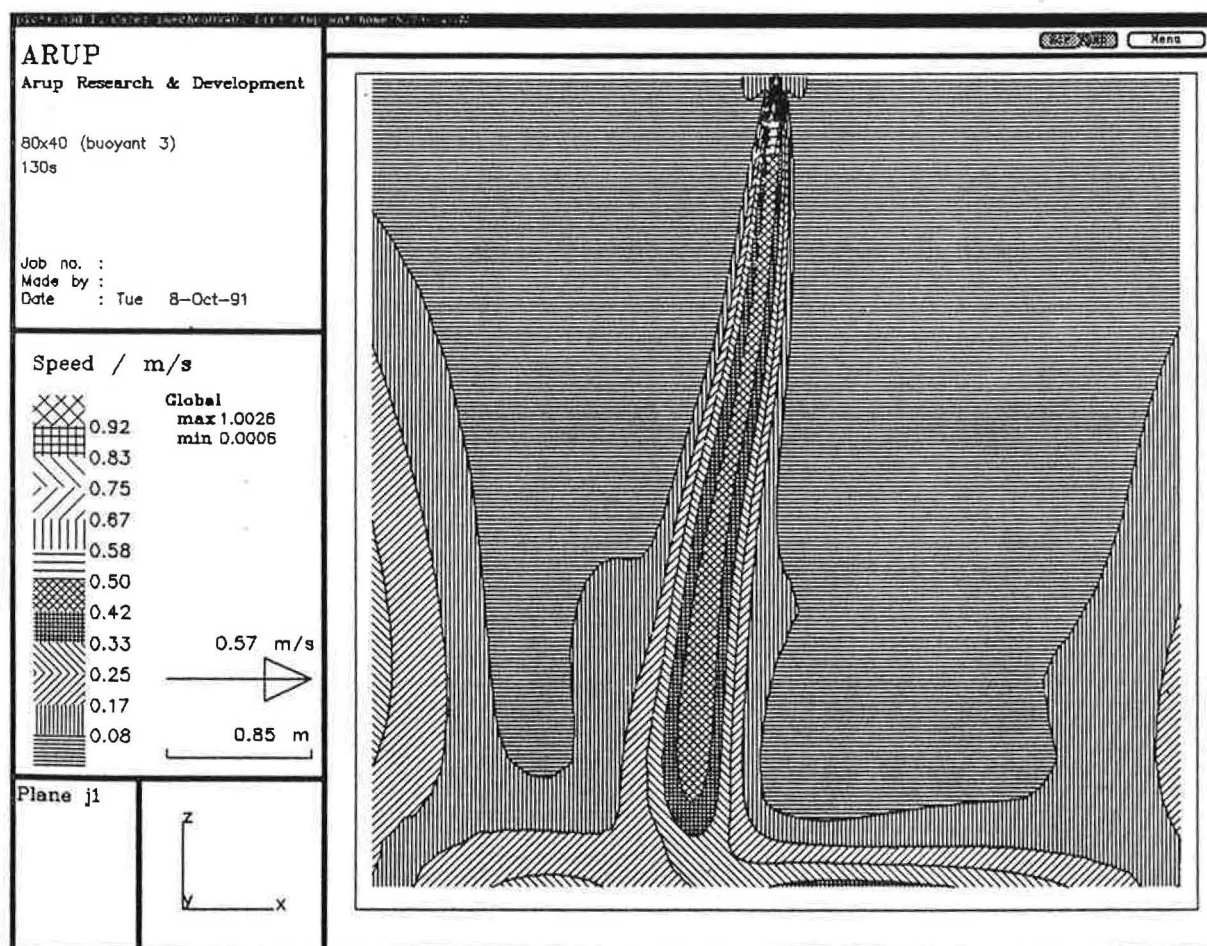 ARUP
Arup Research & Development
80x40 (buoyant 3)
130s
Job no. :
Made by :
Date : Tue 8-Oct-91
Menu
Speed / m/s
Global
max 1.0026
min 0.0006
0.92
0.83
0.75
0.67
0.58
0.50
0.42
0.33
0.25
0.17
0.08
0.57 m/s
0.85 m
Plane j1
z
y
x